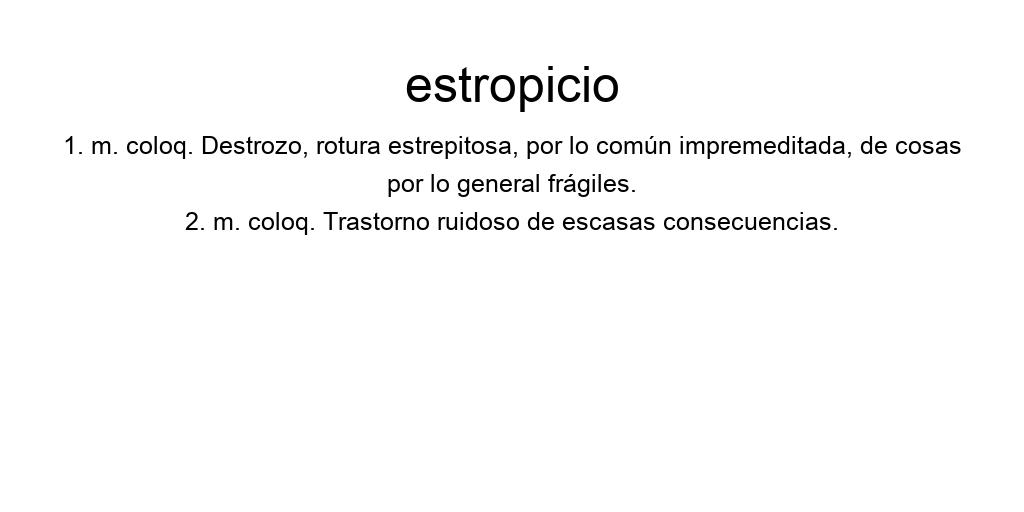 estropicio
1. m. coloq. Destrozo, rotura estrepitosa, por lo común impremeditada, de cosas
por lo general frágiles.
2. m. coloq. Trastorno ruidoso de escasas consecuencias.